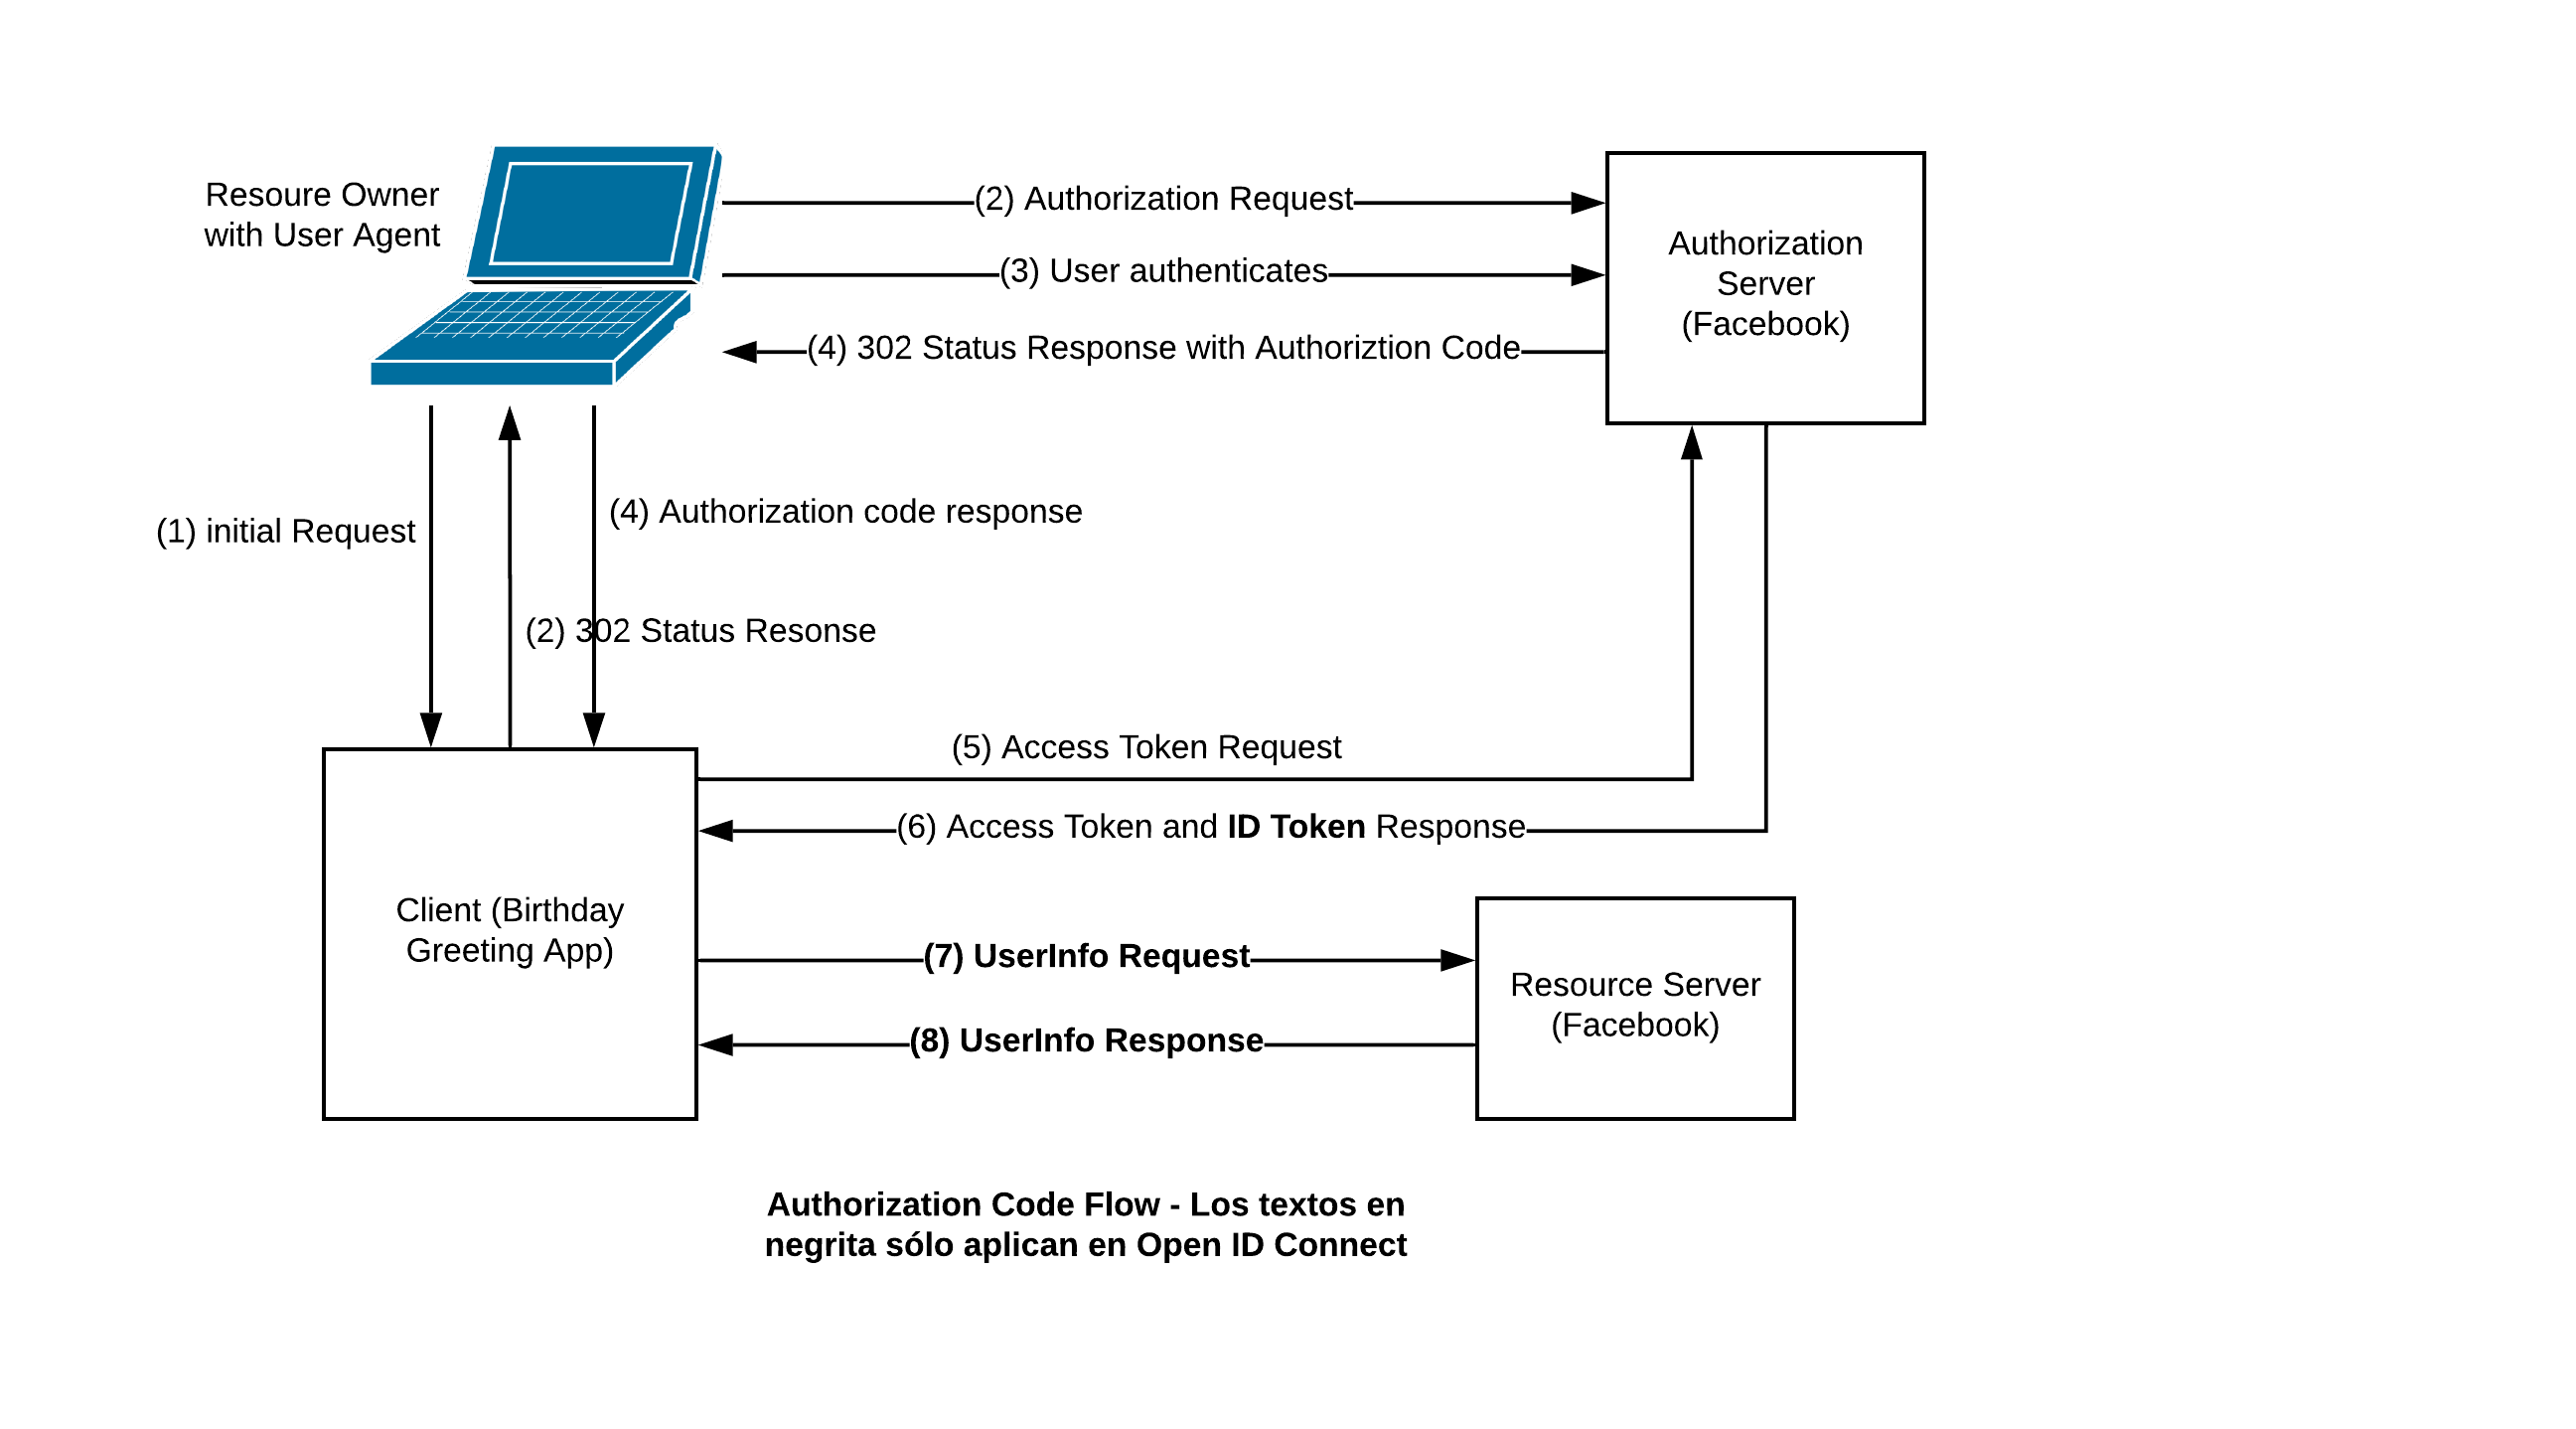 Resoure Owner
with User Agent
(2) Authorization Request
(3) User authenticates
(4) 302 Status Response with Authoriztion Code
Authorization
Server
(Facebook)
(1) initial Request
(4) Authorization code response
(2) 302 Status Resonse
(5) Access Token Request
(6) Access Token and ID Token Response
Client (Birthday
Greeting App)
(7) UserInfo Request
(8) UserInfo Response
Resource Server
(Facebook)
Authorization Code Flow - Los textos en
negrita sólo aplican en Open ID Connect